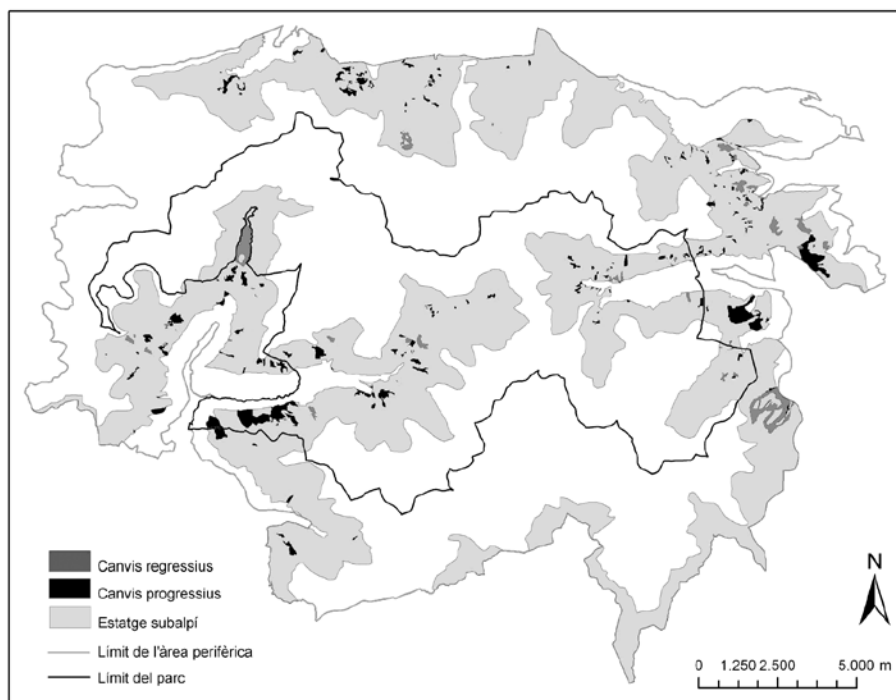 Canvis regressius
Canvis progressius
Estatge subalpí
Límit de l'àrea perifèrica
Límit del parc
N
0 1.250 2.500 5.000 m